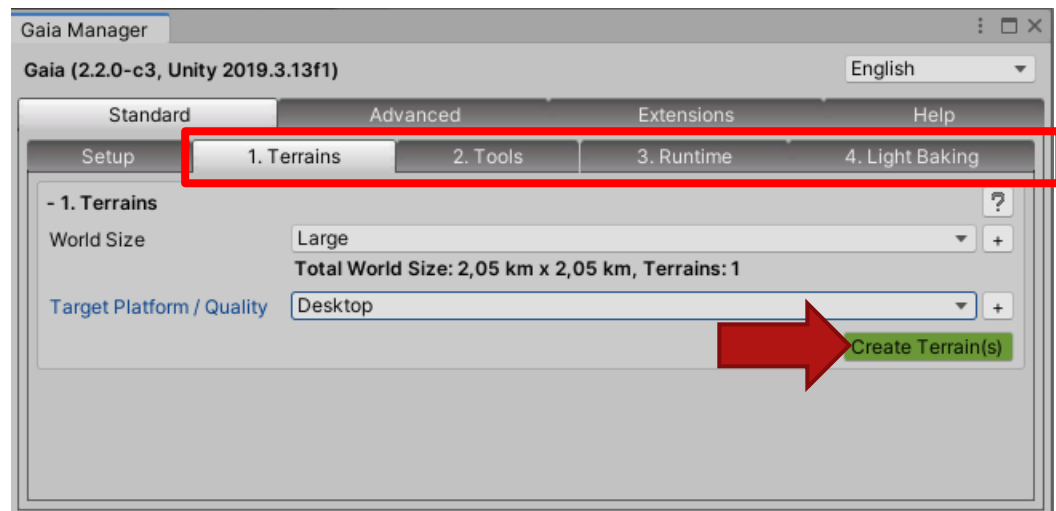 Gaia Manager
Gaia (2.2.0-c3, Unity 2019.3.13f1) English
Standard Advanced Extensions Help
Setup 1. Terrains 2. Tools 3. Runtime 4. Light Baking
- 1. Terrains ?
World Size Large +
Total World Size: 2,05 km x 2,05 km, Terrains: 1
Target Platform / Quality Desktop +
Create Terrain(s)